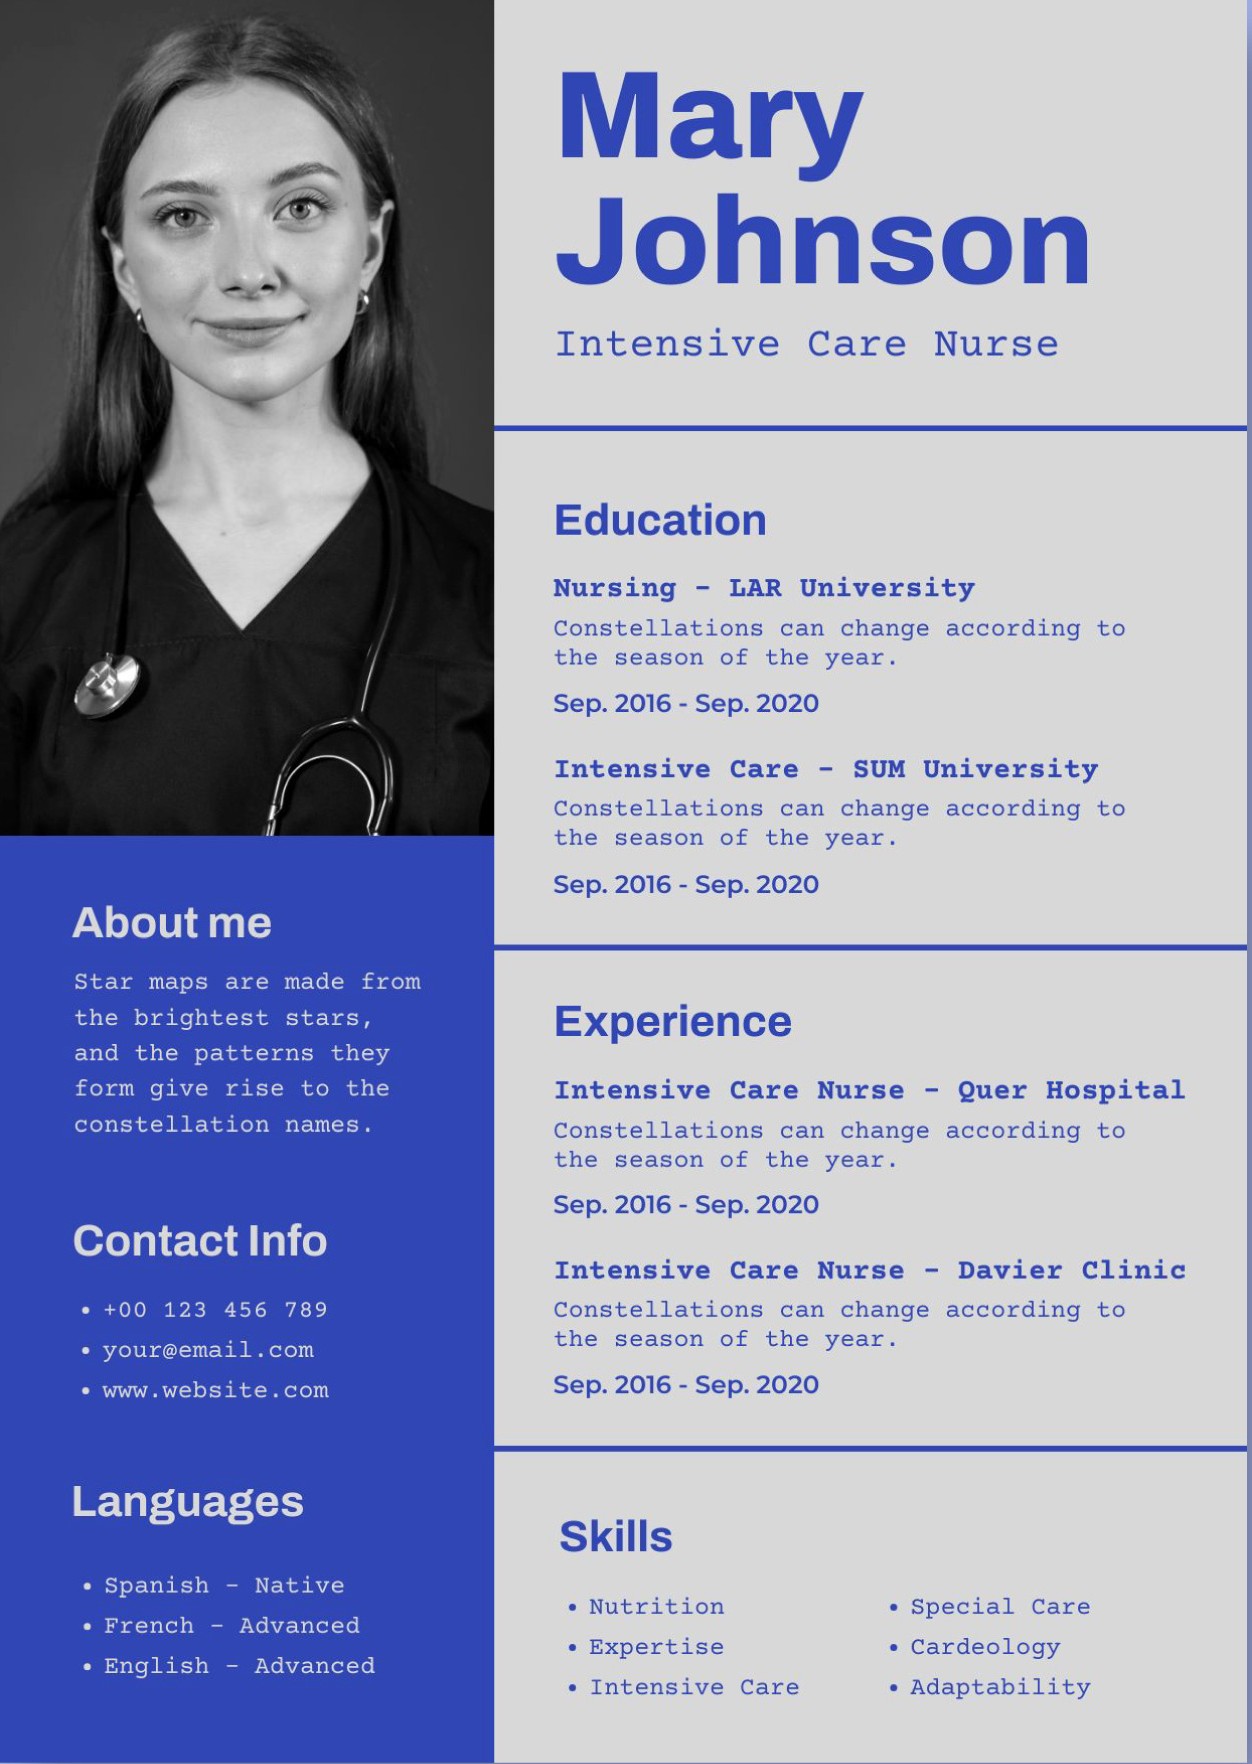 Mary
Johnson
Intensive Care Nurse
About me
Star maps are made from
the brightest stars,
and the patterns they
form give rise to the
constellation names.
Contact Info
• +00 123 456 789
• your@email.com
• www.website.com
Languages
• Spanish - Native
• French - Advanced
• English - Advanced
Education
Nursing - LAR University
Constellations can change according to
the season of the year.
Sep. 2016 - Sep. 2020
Intensive Care - SUM University
Constellations can change according to
the season of the year.
Sep. 2016 - Sep. 2020
Experience
Intensive Care Nurse - Quer Hospital
Constellations can change according to
the season of the year.
Sep. 2016 - Sep. 2020
Intensive Care Nurse - Davier Clinic
Constellations can change according to
the season of the year.
Sep. 2016 - Sep. 2020
Skills
• Nutrition
• Expertise
• Intensive Care
• Special Care
• Cardeology
• Adaptability